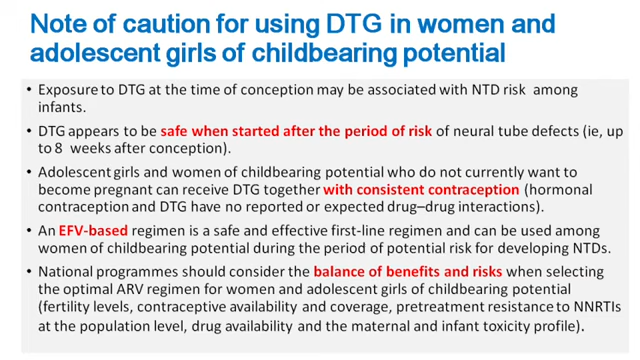 Note of caution for using DTG in women and
adolescent girls of childbearing potential
• Exposure to DTG at the time of conception may be associated with NTD risk among
infants.
• DTG appears to be safe when started after the period of risk of neural tube defects (ie, up
to 8 weeks after conception).
• Adolescent girls and women of childbearing potential who do not currently want to
become pregnant can receive DTG together with consistent contraception (hormonal
contraception and DTG have no reported or expected drug–drug interactions).
• An EFV-based regimen is a safe and effective first-line regimen and can be used among
women of childbearing potential during the period of potential risk for developing NTDs.
• National programmes should consider the balance of benefits and risks when selecting
the optimal ARV regimen for women and adolescent girls of childbearing potential
(fertility levels, contraceptive availability and coverage, pretreatment resistance to NNRTIs
at the population level, drug availability and the maternal and infant toxicity profile).